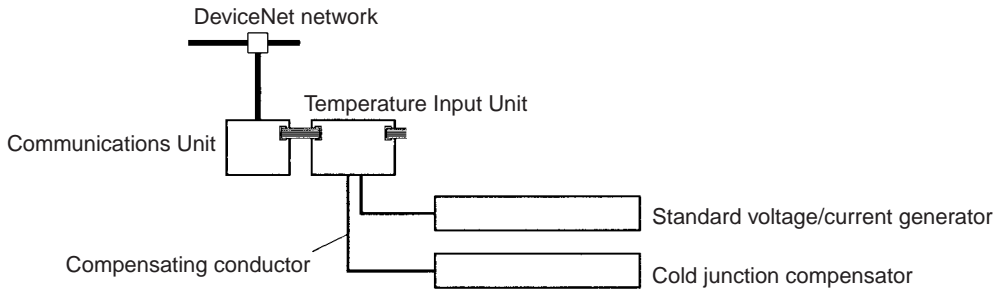 DeviceNet network
Temperature Input Unit
Communications Unit
Standard voltage/current generator
Compensating conductor
Cold junction compensator